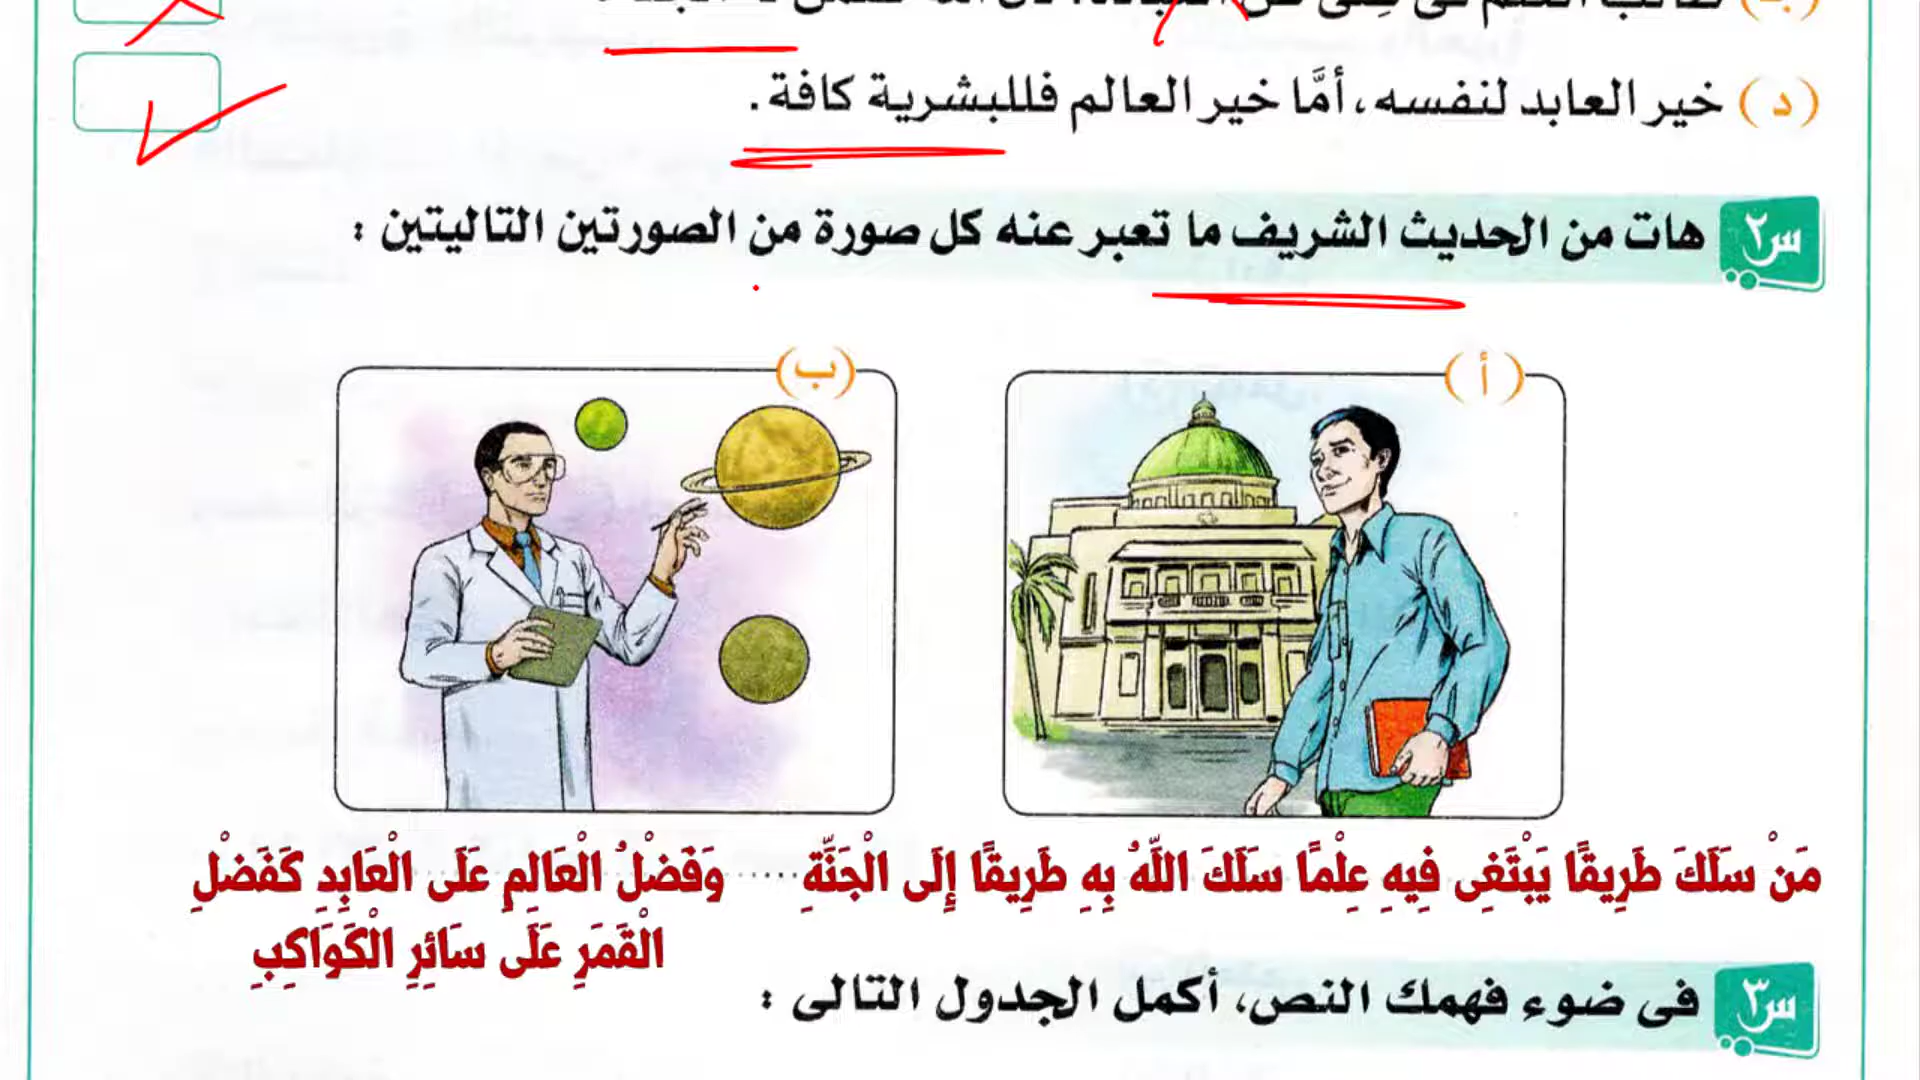 (د) خير العابد لنفسه، أمَّا خير العالم فللبشرية كافة.
س٢ هات من الحديث الشريف ما تعبر عنه كل صورة من الصورتين التاليتين :
(أ)
(ب)
مَنْ سَلَكَ طَرِيقًا يَبْتَغِى فِيهِ عِلْمًا سَلَكَ اللَّهُ بِهِ طَرِيقًا إِلَى الْجَنَّةِ
وَفَضْلُ الْعَالِمِ عَلَى الْعَابِدِ كَفَضْلِ
الْقَمَرِ عَلَى سَائِرِ الْكَوَاكِبِ
س٣ فى ضوء فهمك النص، أكمل الجدول التالى :